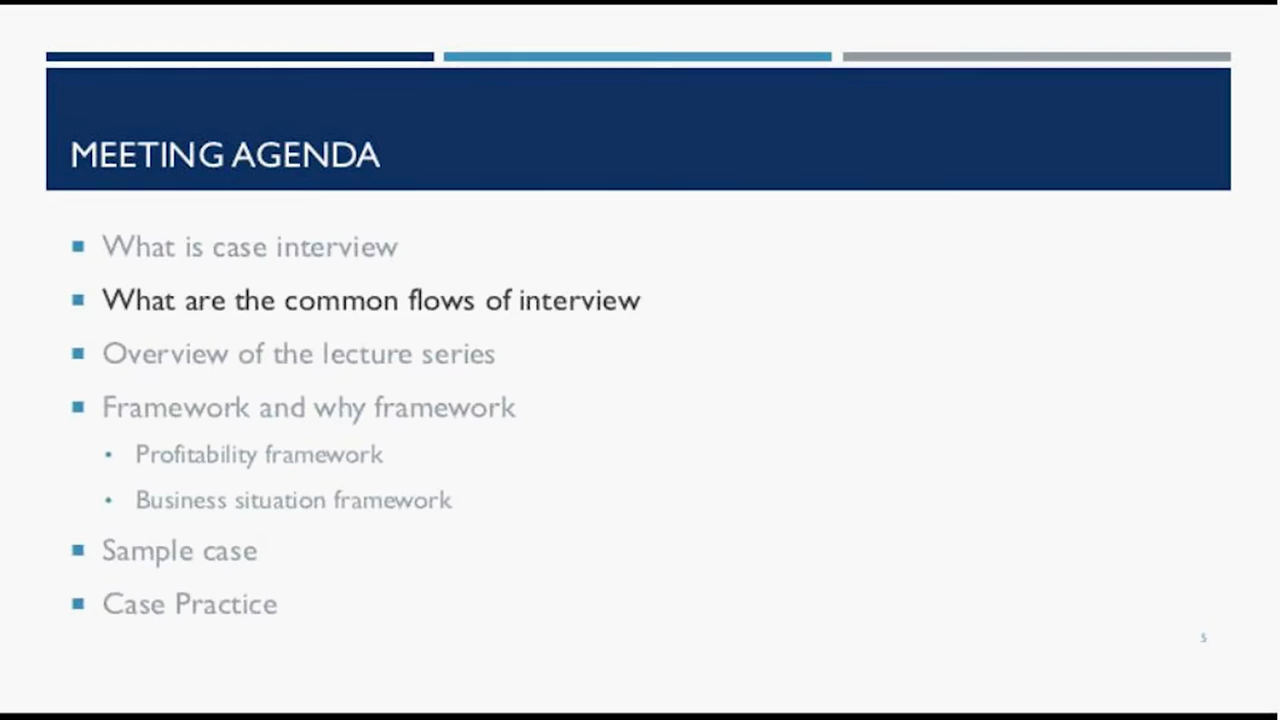 MEETING AGENDA
What is case interview
What are the common flows of interview
Overview of the lecture series
Framework and why framework
Profitability framework
Business situation framework
Sample case
Case Practice
5